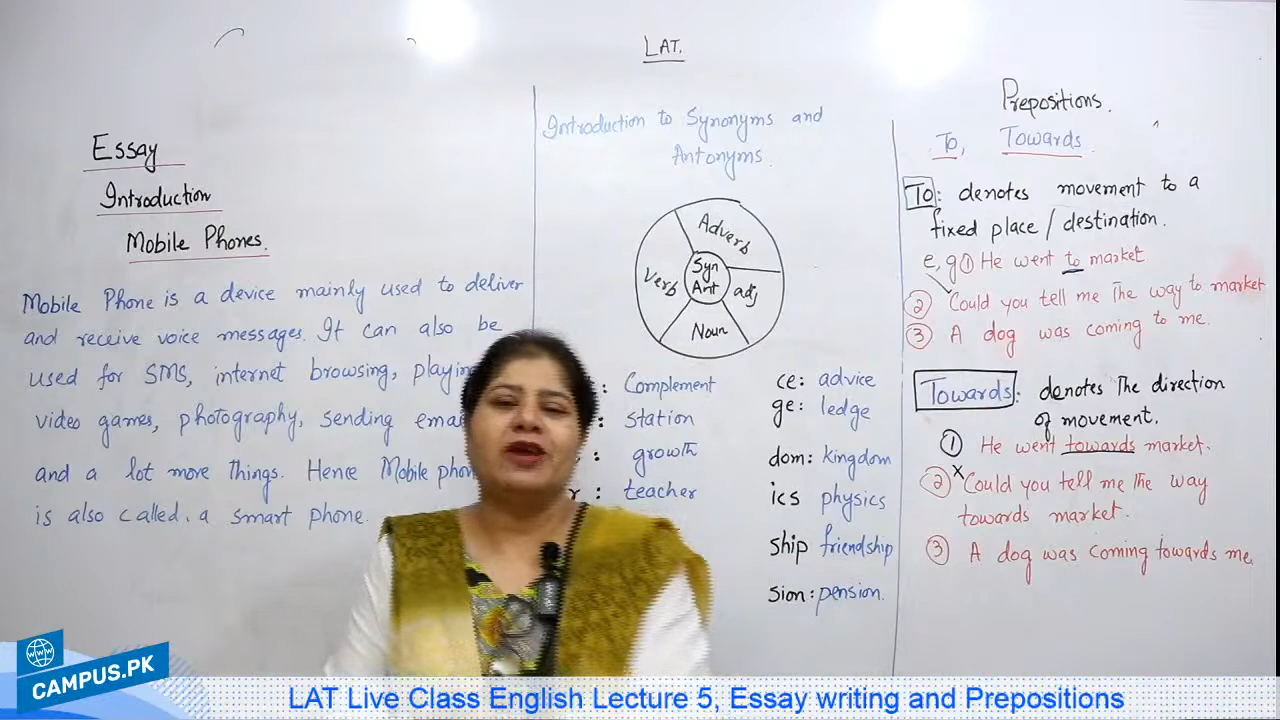 LAT.
Essay
Introduction
Mobile Phones.
Mobile Phone is a device mainly used to deliver
and receive voice messages. It can also be
used for SMS, internet browsing, playin
video games, photography, sending emai
and a lot more things. Hence Mobile phon
is also called a smart phone.
Introduction to Synonyms and
Antonyms.
Adverb
Verb
Syn
Ant
adj
Noun
: Complement
: station
: growth
r : teacher
ce: advice
ge: ledge
dom: kingdom
ics physics
ship friendship
sion: pension.
Prepositions.
To, Towards
To: denotes movement to a
fixed place / destination.
e,g ① He went to market
② Could you tell me The way to market
③ A dog was coming to me.
Towards: denotes The direction
of movement.
① He went towards market.
② x Could you tell me The way
towards market.
③ A dog was coming towards me.
www
CAMPUS.PK
LAT Live Class English Lecture 5, Essay writing and Prepositions